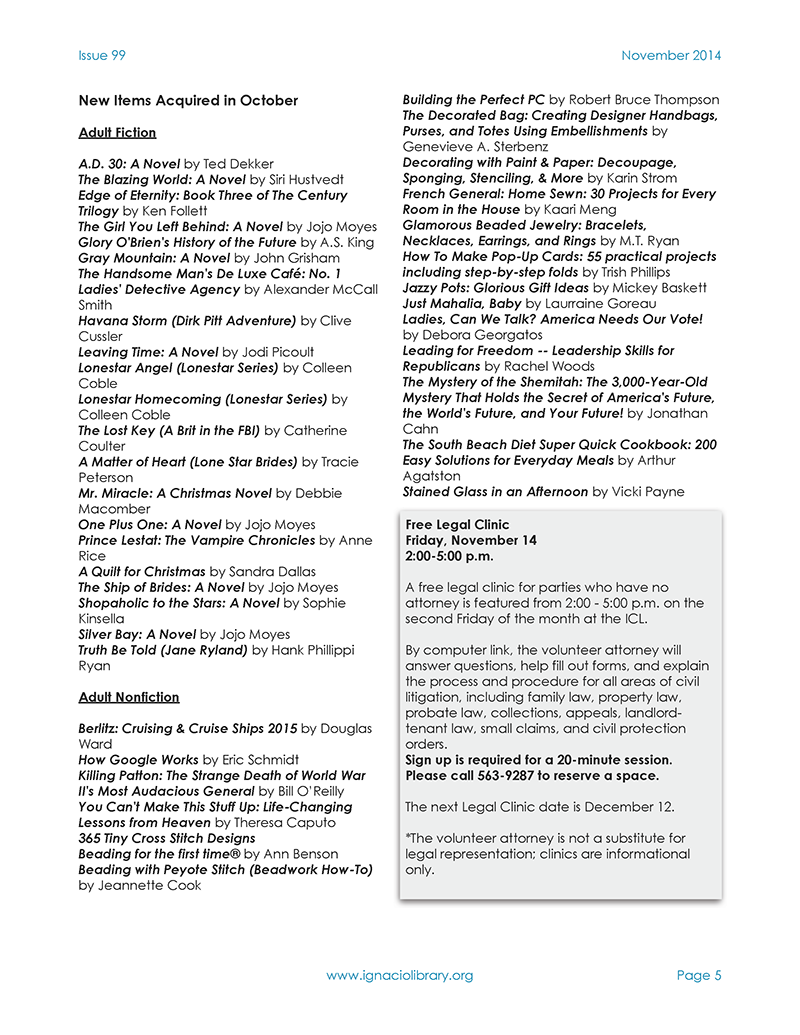 Issue 99
November 2014
New Items Acquired in October
Adult Fiction
A.D. 30: A Novel by Ted Dekker
The Blazing World: A Novel by Siri Hustvedt
Edge of Eternity: Book Three of The Century
Trilogy by Ken Follett
The Girl You Left Behind: A Novel by Jojo Moyes
Glory O'Brien's History of the Future by A.S. King
Gray Mountain: A Novel by John Grisham
The Handsome Man's De Luxe Café: No. 1
Ladies' Detective Agency by Alexander McCall
Smith
Havana Storm (Dirk Pitt Adventure) by Clive
Cussler
Leaving Time: A Novel by Jodi Picoult
Lonestar Angel (Lonestar Series) by Colleen
Coble
Lonestar Homecoming (Lonestar Series) by
Colleen Coble
The Lost Key (A Brit in the FBI) by Catherine
Coulter
A Matter of Heart (Lone Star Brides) by Tracie
Peterson
Mr. Miracle: A Christmas Novel by Debbie
Macomber
One Plus One: A Novel by Jojo Moyes
Prince Lestat: The Vampire Chronicles by Anne
Rice
A Quilt for Christmas by Sandra Dallas
The Ship of Brides: A Novel by Jojo Moyes
Shopaholic to the Stars: A Novel by Sophie
Kinsella
Silver Bay: A Novel by Jojo Moyes
Truth Be Told (Jane Ryland) by Hank Phillippi
Ryan
Adult Nonfiction
Berlitz: Cruising & Cruise Ships 2015 by Douglas
Ward
How Google Works by Eric Schmidt
Killing Patton: The Strange Death of World War
II's Most Audacious General by Bill O'Reilly
You Can't Make This Stuff Up: Life-Changing
Lessons from Heaven by Theresa Caputo
365 Tiny Cross Stitch Designs
Beading for the first time® by Ann Benson
Beading with Peyote Stitch (Beadwork How-To)
by Jeannette Cook
Building the Perfect PC by Robert Bruce Thompson
The Decorated Bag: Creating Designer Handbags,
Purses, and Totes Using Embellishments by
Genevieve A. Sterbenz
Decorating with Paint & Paper: Decoupage,
Sponging, Stenciling, & More by Karin Strom
French General: Home Sewn: 30 Projects for Every
Room in the House by Kaari Meng
Glamorous Beaded Jewelry: Bracelets,
Necklaces, Earrings, and Rings by M.T. Ryan
How To Make Pop-Up Cards: 55 practical projects
including step-by-step folds by Trish Phillips
Jazzy Pots: Glorious Gift Ideas by Mickey Baskett
Just Mahalia, Baby by Laurraine Goreau
Ladies, Can We Talk? America Needs Our Vote!
by Debora Georgatos
Leading for Freedom -- Leadership Skills for
Republicans by Rachel Woods
The Mystery of the Shemitah: The 3,000-Year-Old
Mystery That Holds the Secret of America's Future,
the World's Future, and Your Future! by Jonathan
Cahn
The South Beach Diet Super Quick Cookbook: 200
Easy Solutions for Everyday Meals by Arthur
Agatston
Stained Glass in an Afternoon by Vicki Payne
Free Legal Clinic
Friday, November 14
2:00-5:00 p.m.
A free legal clinic for parties who have no
attorney is featured from 2:00 - 5:00 p.m. on the
second Friday of the month at the ICL.
By computer link, the volunteer attorney will
answer questions, help fill out forms, and explain
the process and procedure for all areas of civil
litigation, including family law, property law,
probate law, collections, appeals, landlord-
tenant law, small claims, and civil protection
orders.
Sign up is required for a 20-minute session.
Please call 563-9287 to reserve a space.
The next Legal Clinic date is December 12.
*The volunteer attorney is not a substitute for
legal representation; clinics are informational
only.
www.ignaciolibrary.org
Page 5